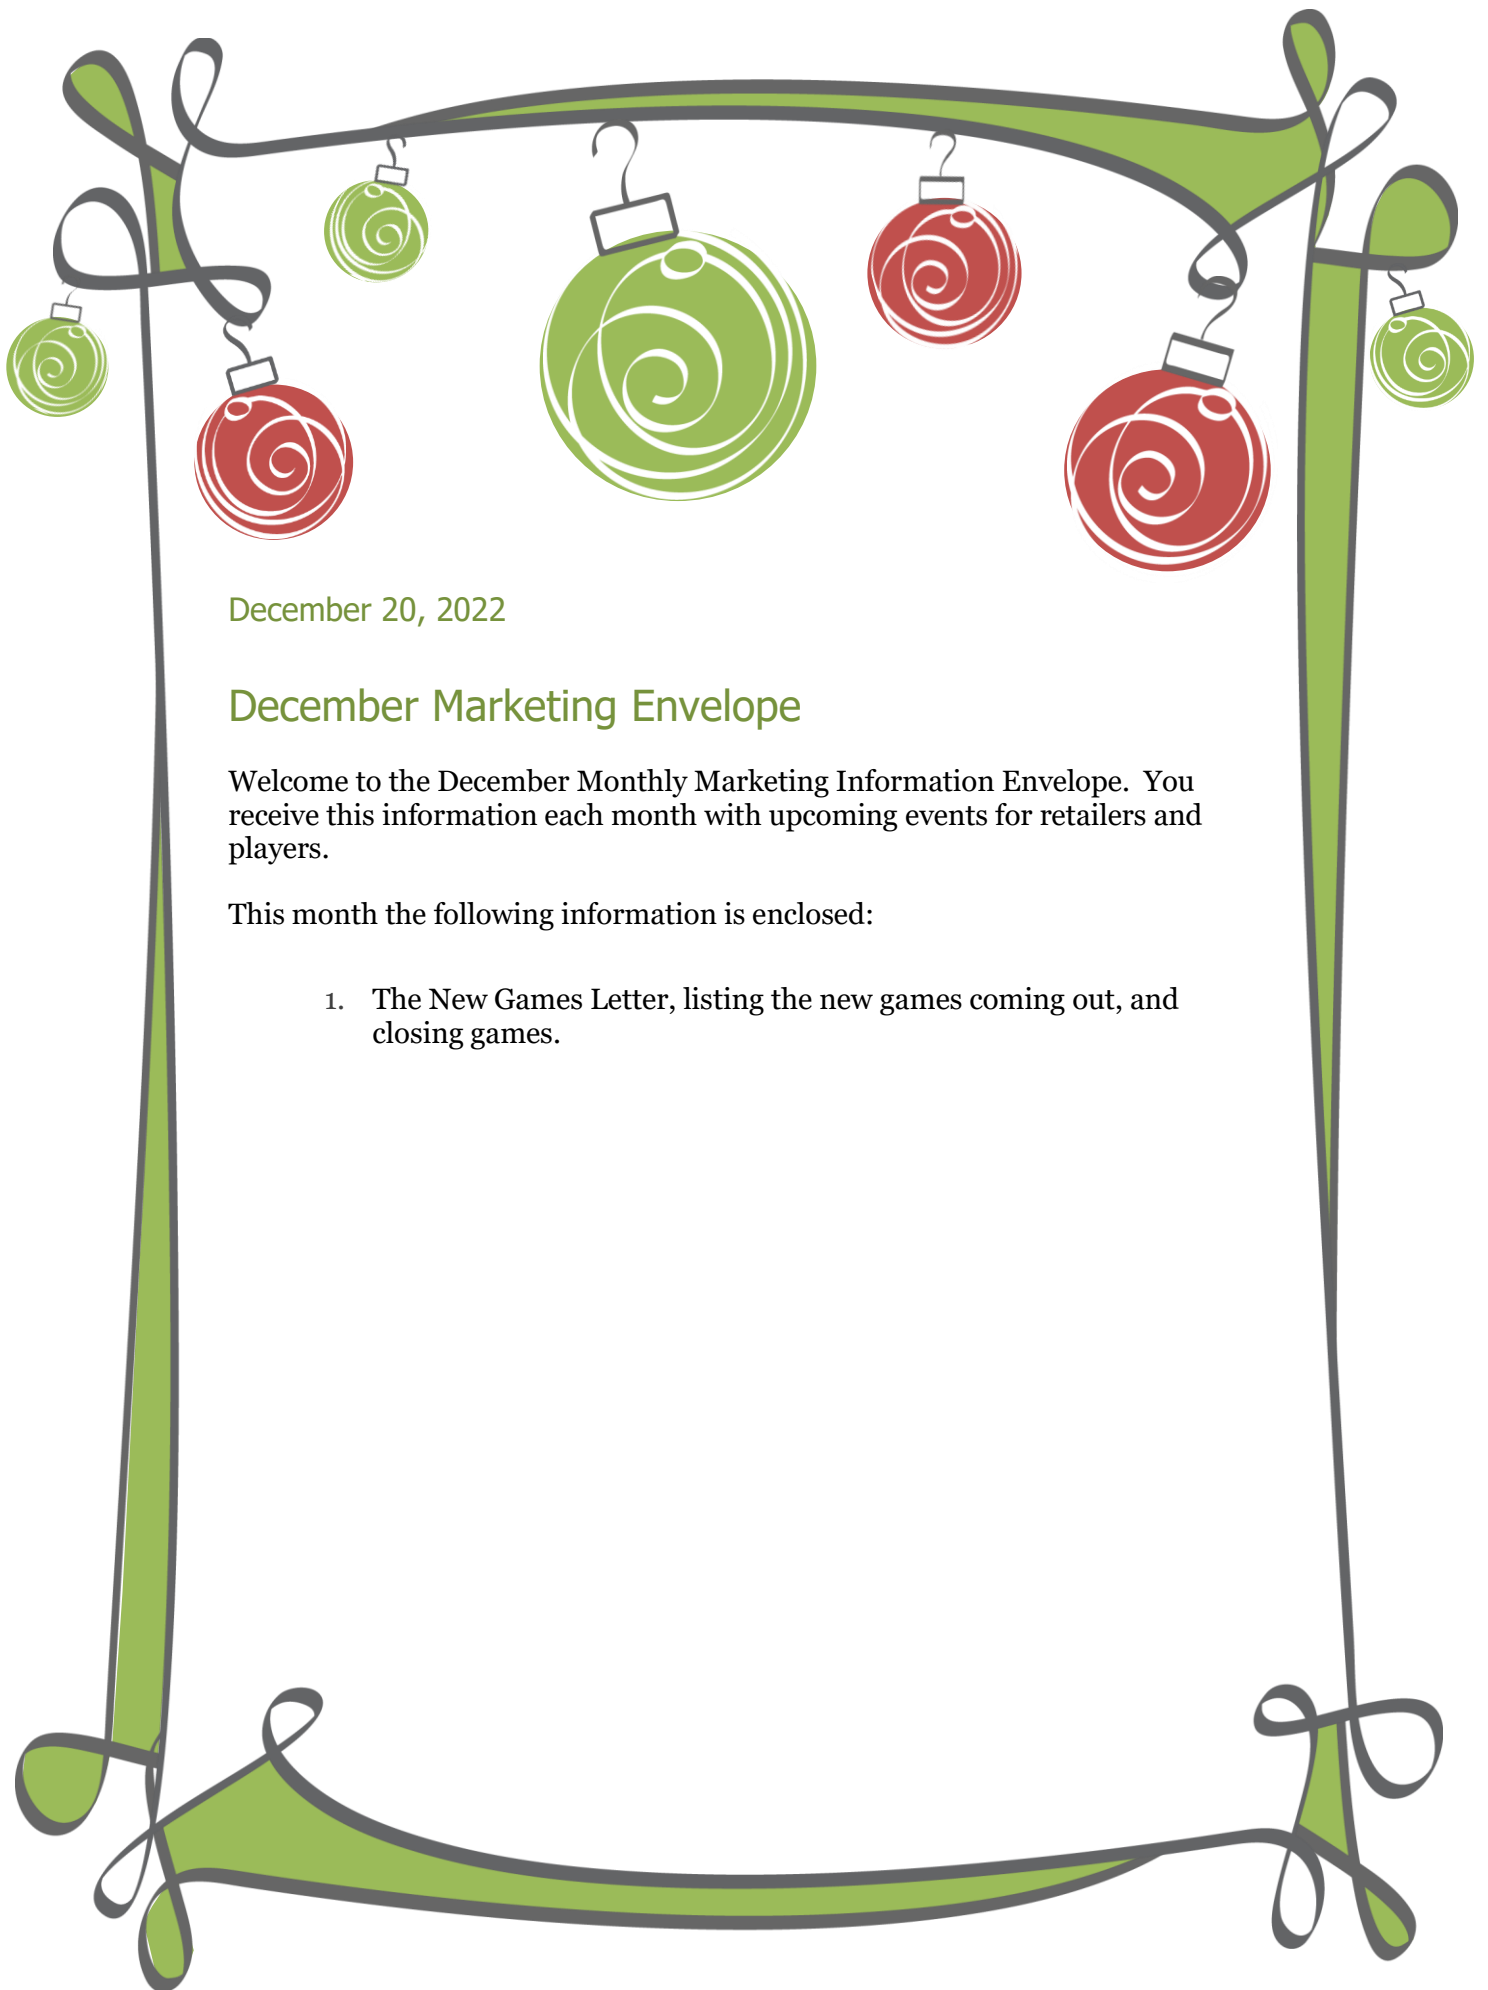 December 20, 2022
December Marketing Envelope
Welcome to the December Monthly Marketing Information Envelope.  You
receive this information each month with upcoming events for retailers and
players.
This month the following information is enclosed:
1. The New Games Letter, listing the new games coming out, and
closing games.